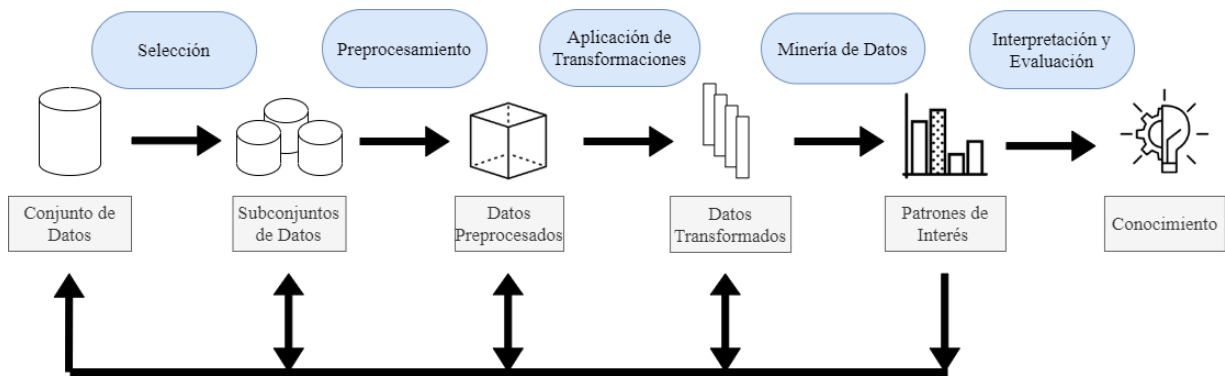 Selección
Preprocesamiento
Aplicación de
Transformaciones
Minería de Datos
Interpretación y
Evaluación
Conjunto de
Datos
Subconjuntos
de Datos
Datos
Preprocesados
Datos
Transformados
Patrones de
Interés
Conocimiento